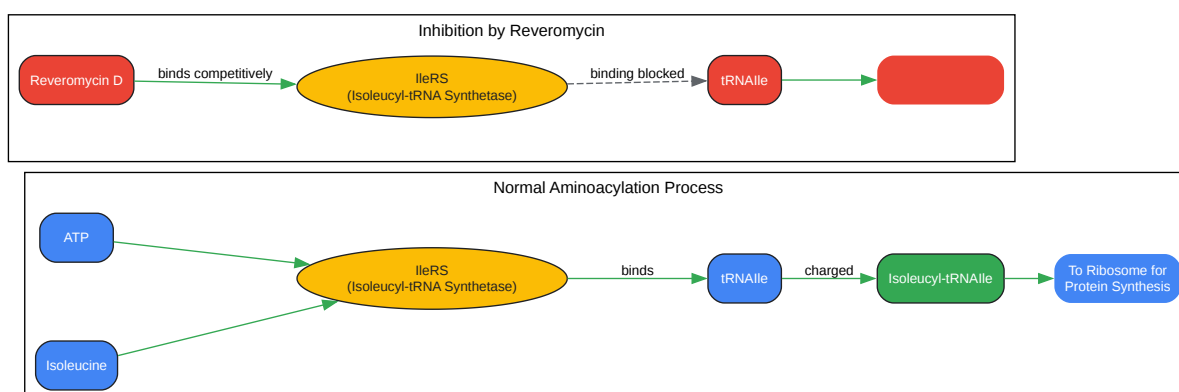 Inhibition by Reveromycin
Reveromycin D
binds competitively
IleRS
(Isoleucyl-tRNA Synthetase)
binding blocked
tRNAIle
Normal Aminoacylation Process
ATP
Isoleucine
IleRS
(Isoleucyl-tRNA Synthetase)
binds
tRNAIle
charged
Isoleucyl-tRNAIle
To Ribosome for
Protein Synthesis